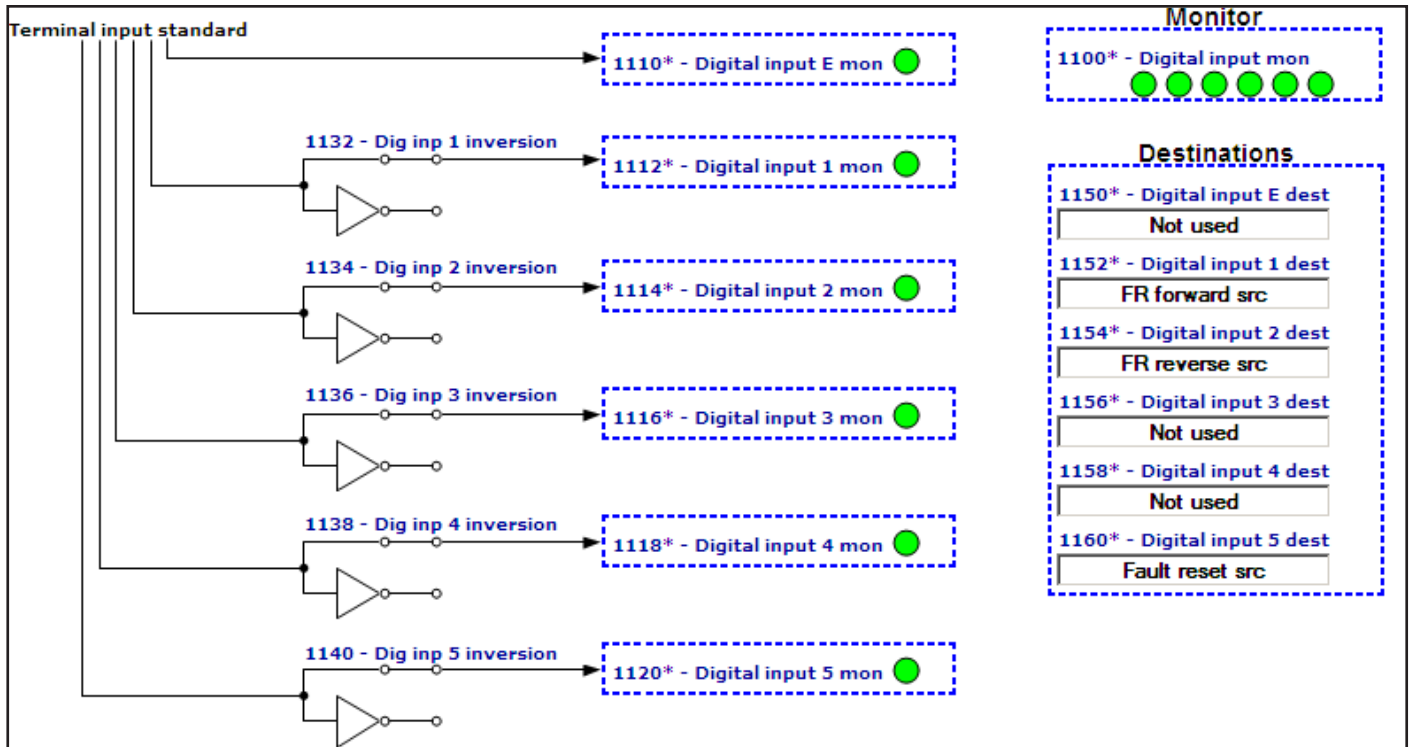 Terminal input standard
1110* - Digital input E mon
1132 - Dig inp 1 inversion
1112* - Digital input 1 mon
1134 - Dig inp 2 inversion
1114* - Digital input 2 mon
1136 - Dig inp 3 inversion
1116* - Digital input 3 mon
1138 - Dig inp 4 inversion
1118* - Digital input 4 mon
1140 - Dig inp 5 inversion
1120* - Digital input 5 mon
Monitor
1100* - Digital input mon
Destinations
1150* - Digital input E dest
Not used
1152* - Digital input 1 dest
FR forward src
1154* - Digital input 2 dest
FR reverse src
1156* - Digital input 3 dest
Not used
1158* - Digital input 4 dest
Not used
1160* - Digital input 5 dest
Fault reset src